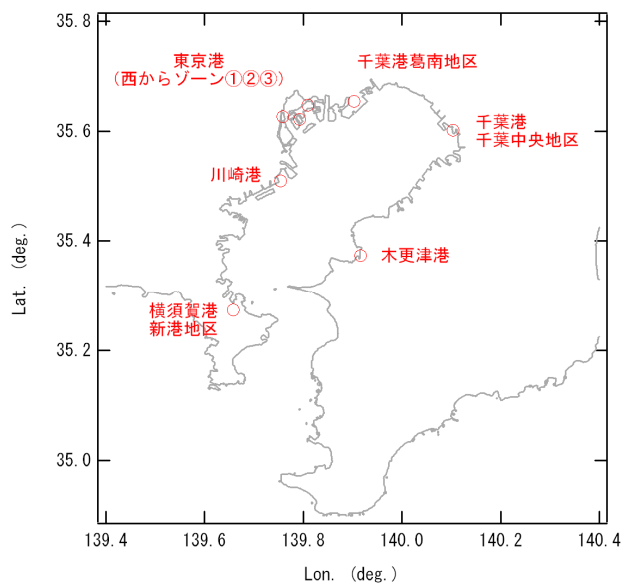 35.8
35.6
35.4
35.2
35.0
Lat. (deg.)
東京港
(西からゾーン①②③)
千葉港葛南地区
千葉港
千葉中央地区
川崎港
木更津港
横須賀港
新港地区
139.4
139.6
139.8
140.0
140.2
140.4
Lon. (deg.)